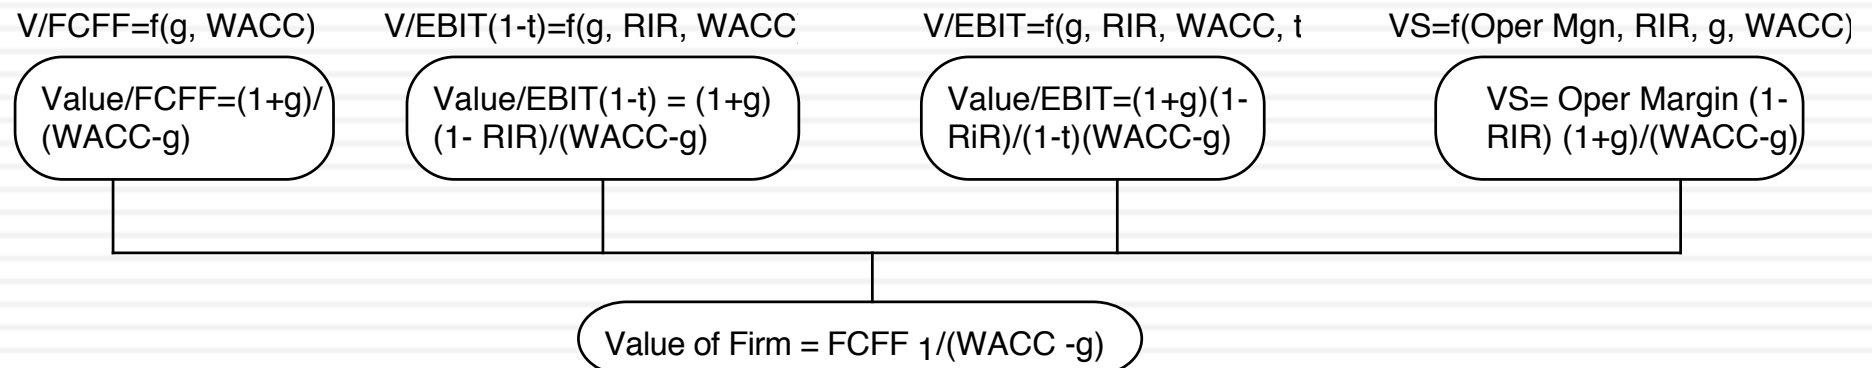 V/FCFF=f(g, WACC)
V/EBIT(1-t)=f(g, RIR, WACC
V/EBIT=f(g, RIR, WACC, t
VS=f(Oper Mgn, RIR, g, WACC)
Value/FCFF=(1+g)/
(WACC-g)
Value/EBIT(1-t) = (1+g)
(1- RIR)/(WACC-g)
Value/EBIT=(1+g)(1-
RiR)/(1-t)(WACC-g)
VS= Oper Margin (1-
RIR) (1+g)/(WACC-g)
Value of Firm = FCFF 1/(WACC -g)